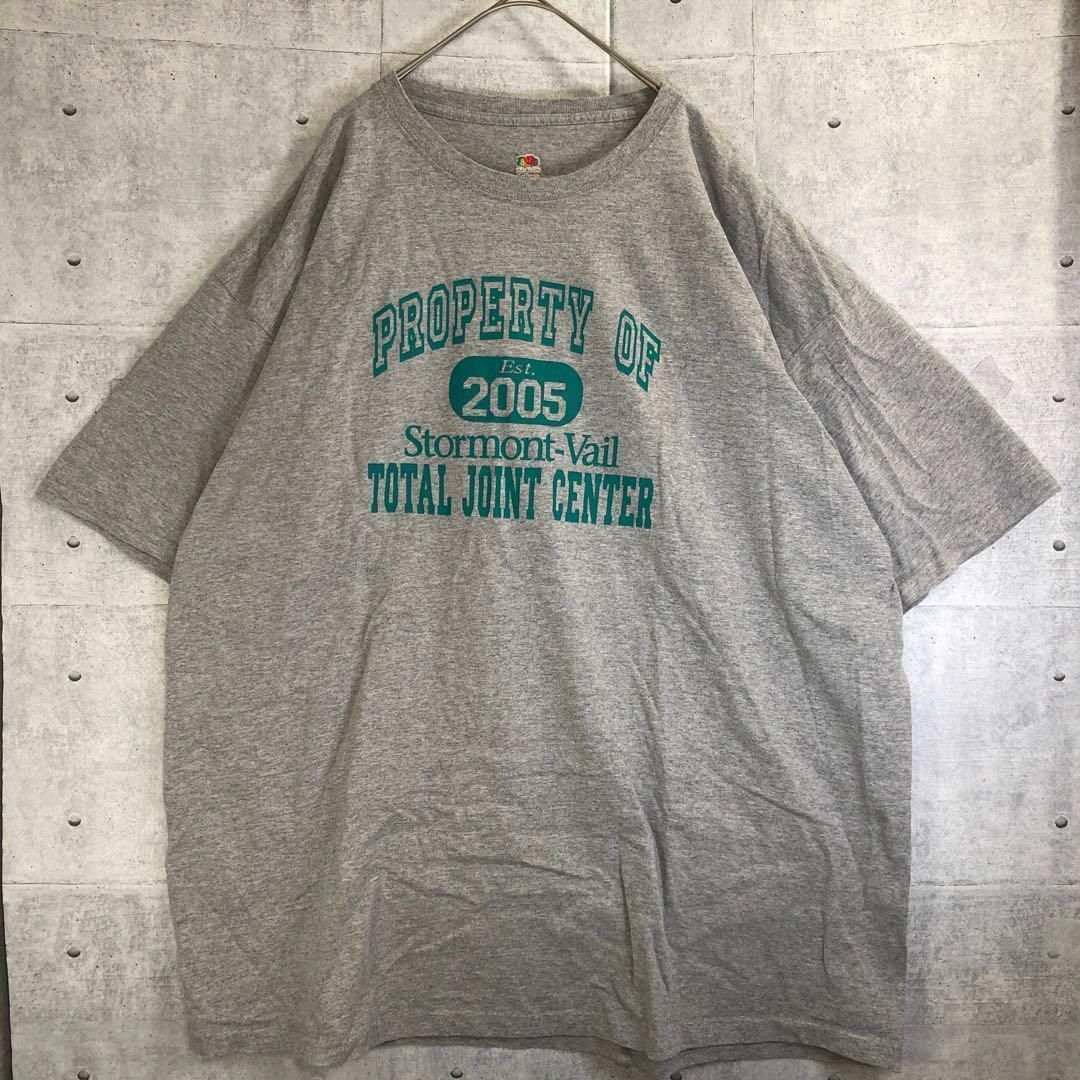 PROPERTY OF
Est.
2005
Stormont-Vail
TOTAL JOINT CENTER